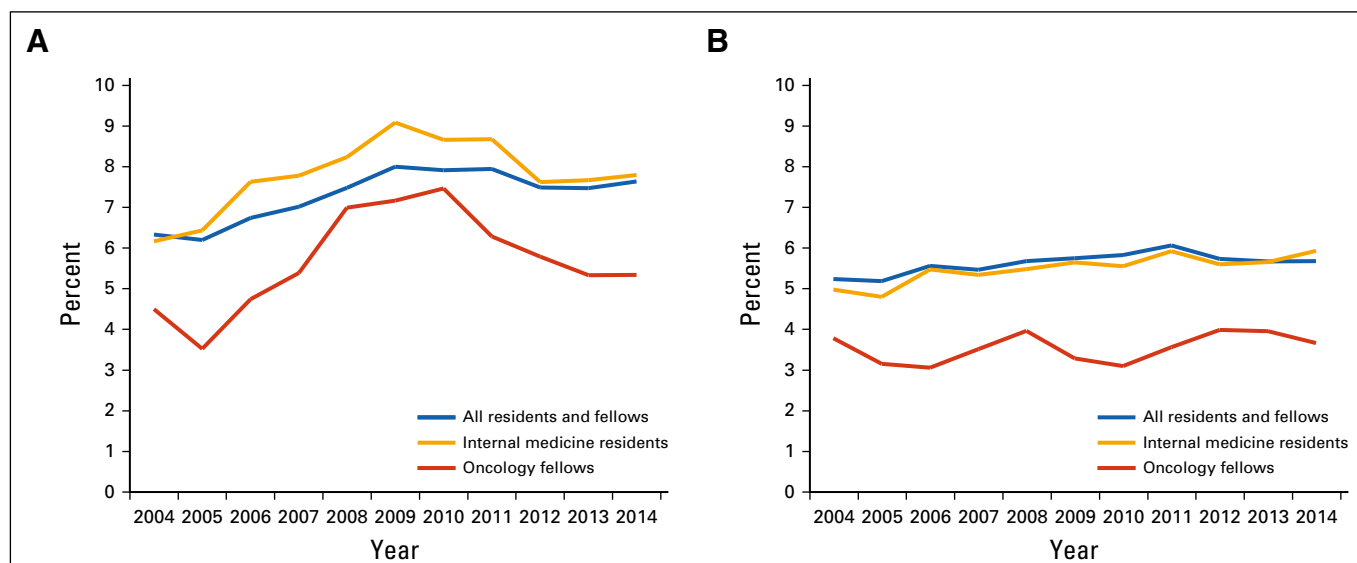 A
10
9
8
7
6
5
4
3
2
1
0
Percent
All residents and fellows
Internal medicine residents
Oncology fellows
2004 2005 2006 2007 2008 2009 2010 2011 2012 2013 2014
Year
B
10
9
8
7
6
5
4
3
2
1
0
Percent
All residents and fellows
Internal medicine residents
Oncology fellows
2004 2005 2006 2007 2008 2009 2010 2011 2012 2013 2014
Year